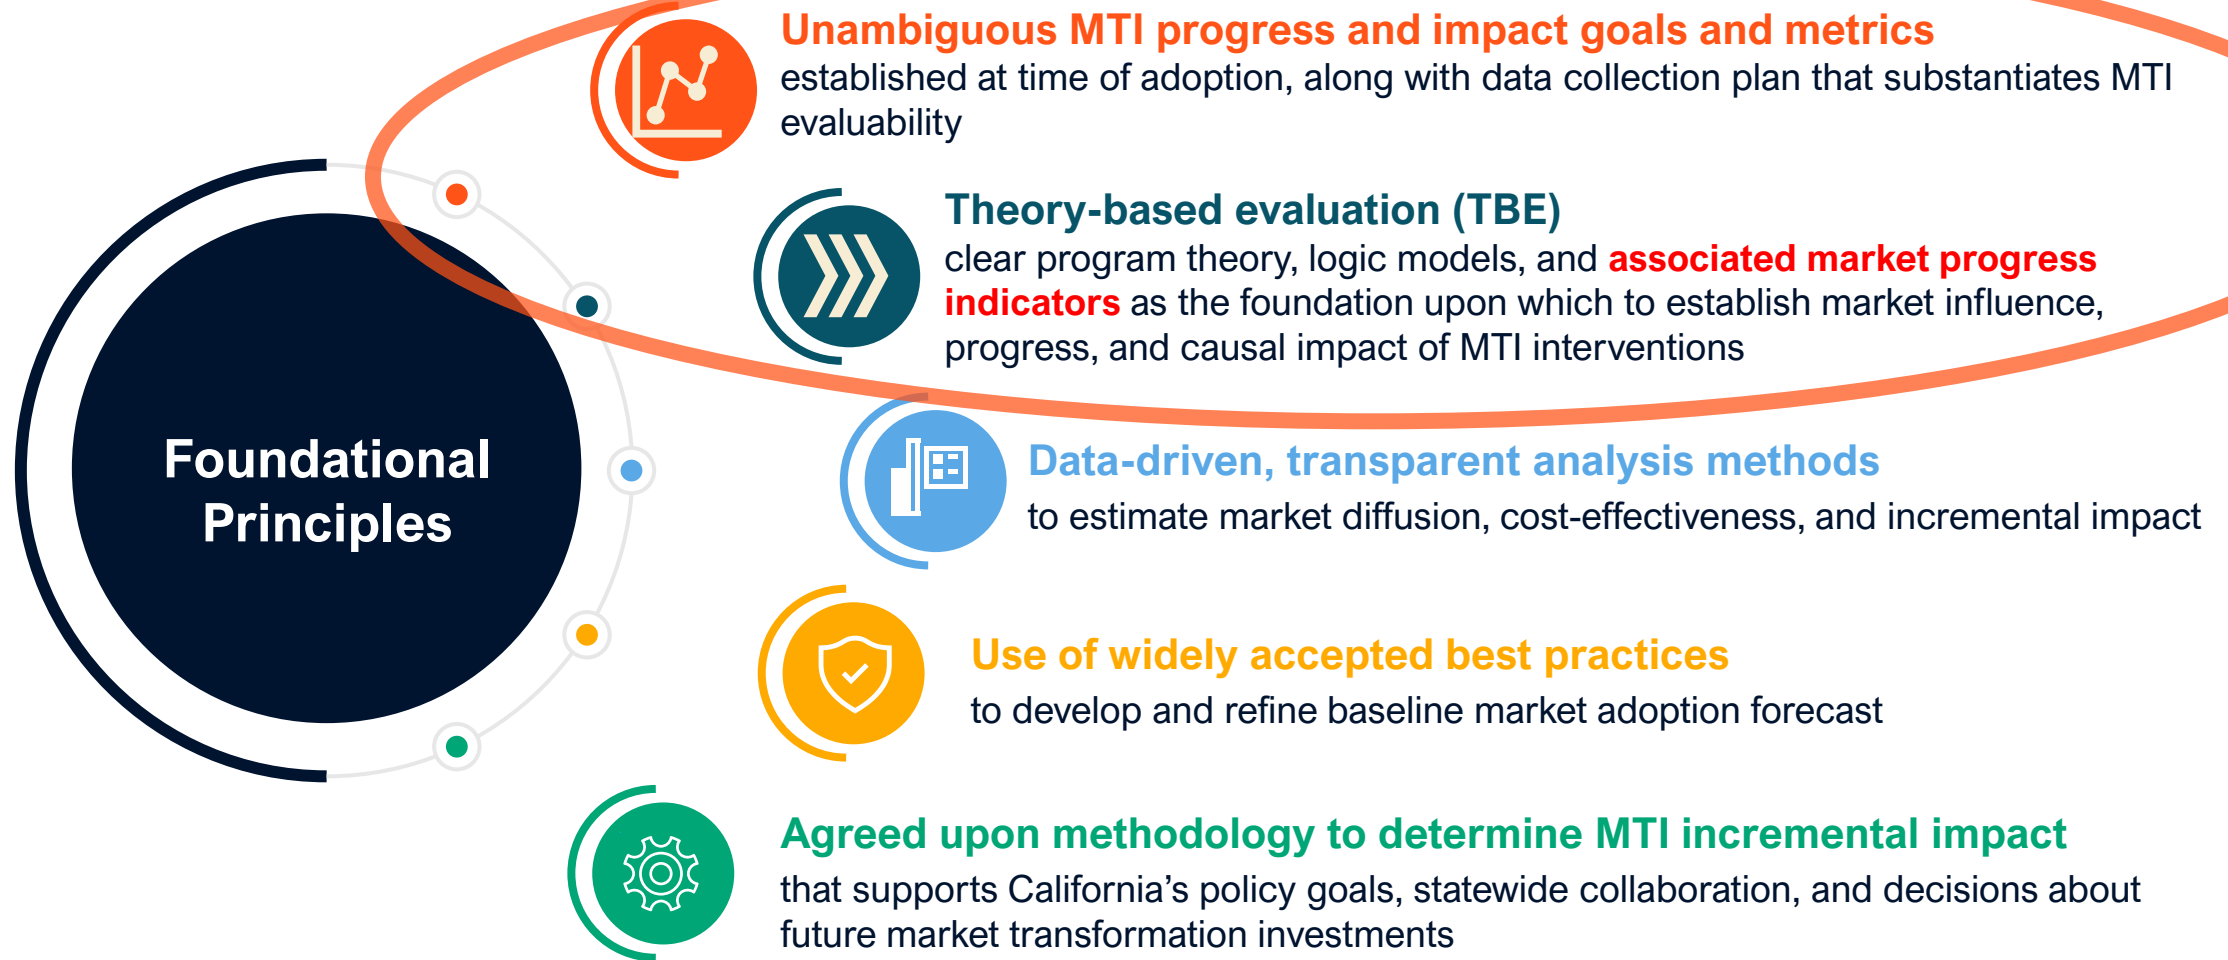 Unambiguous MTI progress and impact goals and metrics
established at time of adoption, along with data collection plan that substantiates MTI
evaluability
Theory-based evaluation (TBE)
clear program theory, logic models, and associated market progress
indicators as the foundation upon which to establish market influence,
progress, and causal impact of MTI interventions
Foundational
Principles
Data-driven, transparent analysis methods
to estimate market diffusion, cost-effectiveness, and incremental impact
Use of widely accepted best practices
to develop and refine baseline market adoption forecast
Agreed upon methodology to determine MTI incremental impact
that supports California’s policy goals, statewide collaboration, and decisions about
future market transformation investments